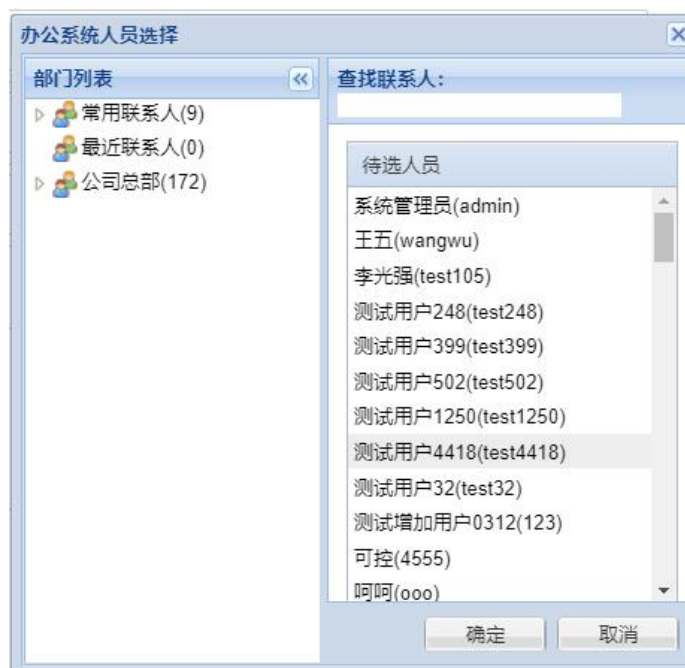 办公系统人员选择
部门列表
常用联系人(9)
最近联系人(0)
公司总部(172)
查找联系人:
待选人员
系统管理员(admin)
王五(wangwu)
李光强(test105)
测试用户248(test248)
测试用户399(test399)
测试用户502(test502)
测试用户1250(test1250)
测试用户4418(test4418)
测试用户32(test32)
测试增加用户0312(123)
可控(4555)
呵呵(ooo)
确定
取消